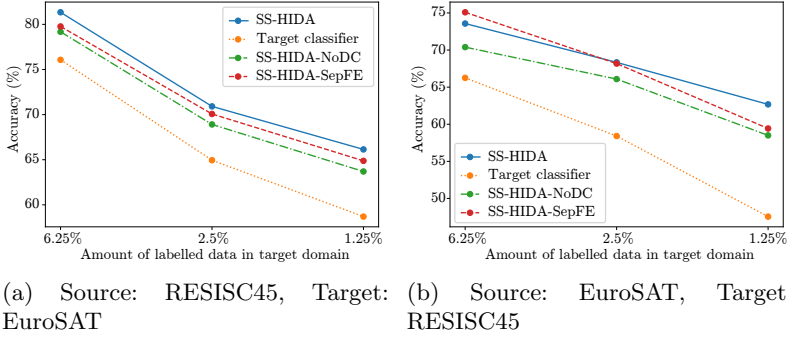 80
75
70
65
60
Accuracy (%)
SS-HIDA
Target classifier
SS-HIDA-NoDC
SS-HIDA-SepFE
6.25%
2.5%
1.25%
Amount of labelled data in target domain
(a) Source: RESISC45, Target:
EuroSAT
75
70
65
60
55
50
Accuracy (%)
SS-HIDA
Target classifier
SS-HIDA-NoDC
SS-HIDA-SepFE
6.25%
2.5%
1.25%
Amount of labelled data in target domain
(b) Source: EuroSAT, Target
RESISC45